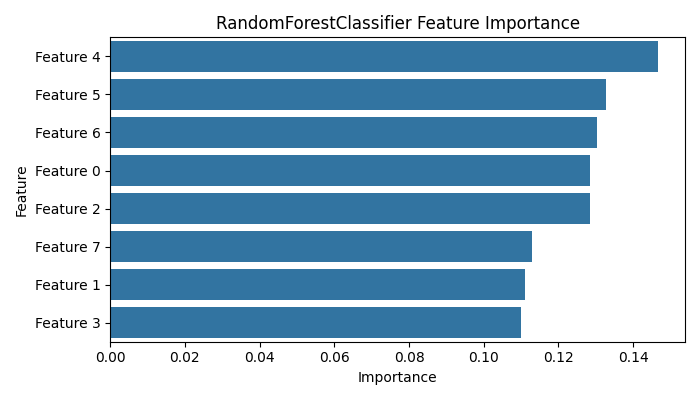 RandomForestClassifier Feature Importance
Feature
Feature 4
Feature 5
Feature 6
Feature 0
Feature 2
Feature 7
Feature 1
Feature 3
0.00 0.02 0.04 0.06 0.08 0.10 0.12 0.14
Importance